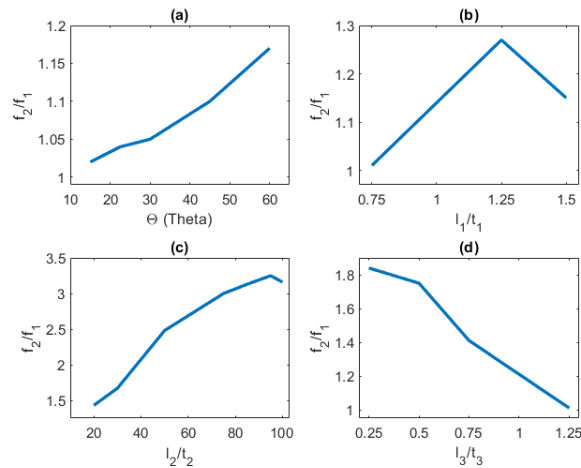 (a)
1.2
1.15
1.1
1.05
1
f2/f1
10 20 30 40 50 60
Θ (Theta)
(b)
1.3
1.2
1.1
1
f2/f1
0.75 1 1.25 1.5
l1/t1
(c)
3.5
3
2.5
2
1.5
f2/f1
20 40 60 80 100
l2/t2
(d)
1.8
1.6
1.4
1.2
1
f2/f1
0.25 0.5 0.75 1 1.25
l3/t3